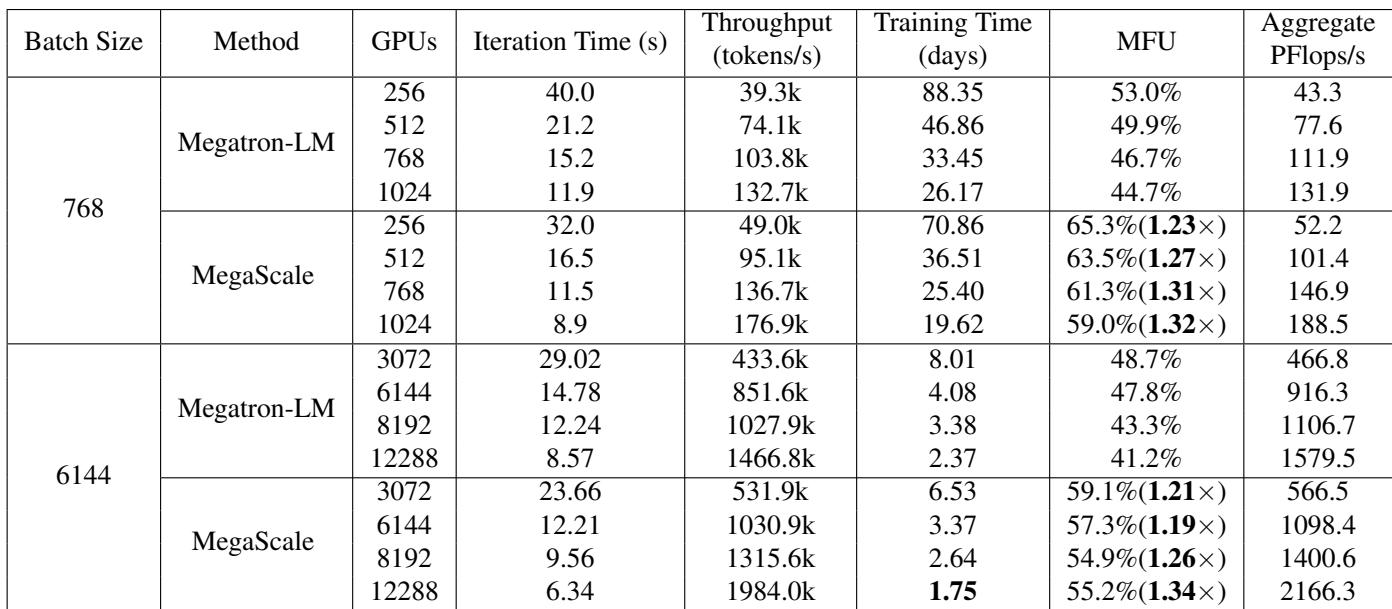 Batch Size Method GPUs Iteration Time (s) Throughput (tokens/s) Training Time (days) MFU Aggregate PFlops/s
768 Megatron-LM 256 40.0 39.3k 88.35 53.0% 43.3
512 21.2 74.1k 46.86 49.9% 77.6
768 15.2 103.8k 33.45 46.7% 111.9
1024 11.9 132.7k 26.17 44.7% 131.9
MegaScale 256 32.0 49.0k 70.86 65.3%(1.23×) 52.2
512 16.5 95.1k 36.51 63.5%(1.27×) 101.4
768 11.5 136.7k 25.40 61.3%(1.31×) 146.9
1024 8.9 176.9k 19.62 59.0%(1.32×) 188.5
6144 Megatron-LM 3072 29.02 433.6k 8.01 48.7% 466.8
6144 14.78 851.6k 4.08 47.8% 916.3
8192 12.24 1027.9k 3.38 43.3% 1106.7
12288 8.57 1466.8k 2.37 41.2% 1579.5
MegaScale 3072 23.66 531.9k 6.53 59.1%(1.21×) 566.5
6144 12.21 1030.9k 3.37 57.3%(1.19×) 1098.4
8192 9.56 1315.6k 2.64 54.9%(1.26×) 1400.6
12288 6.34 1984.0k 1.75 55.2%(1.34×) 2166.3